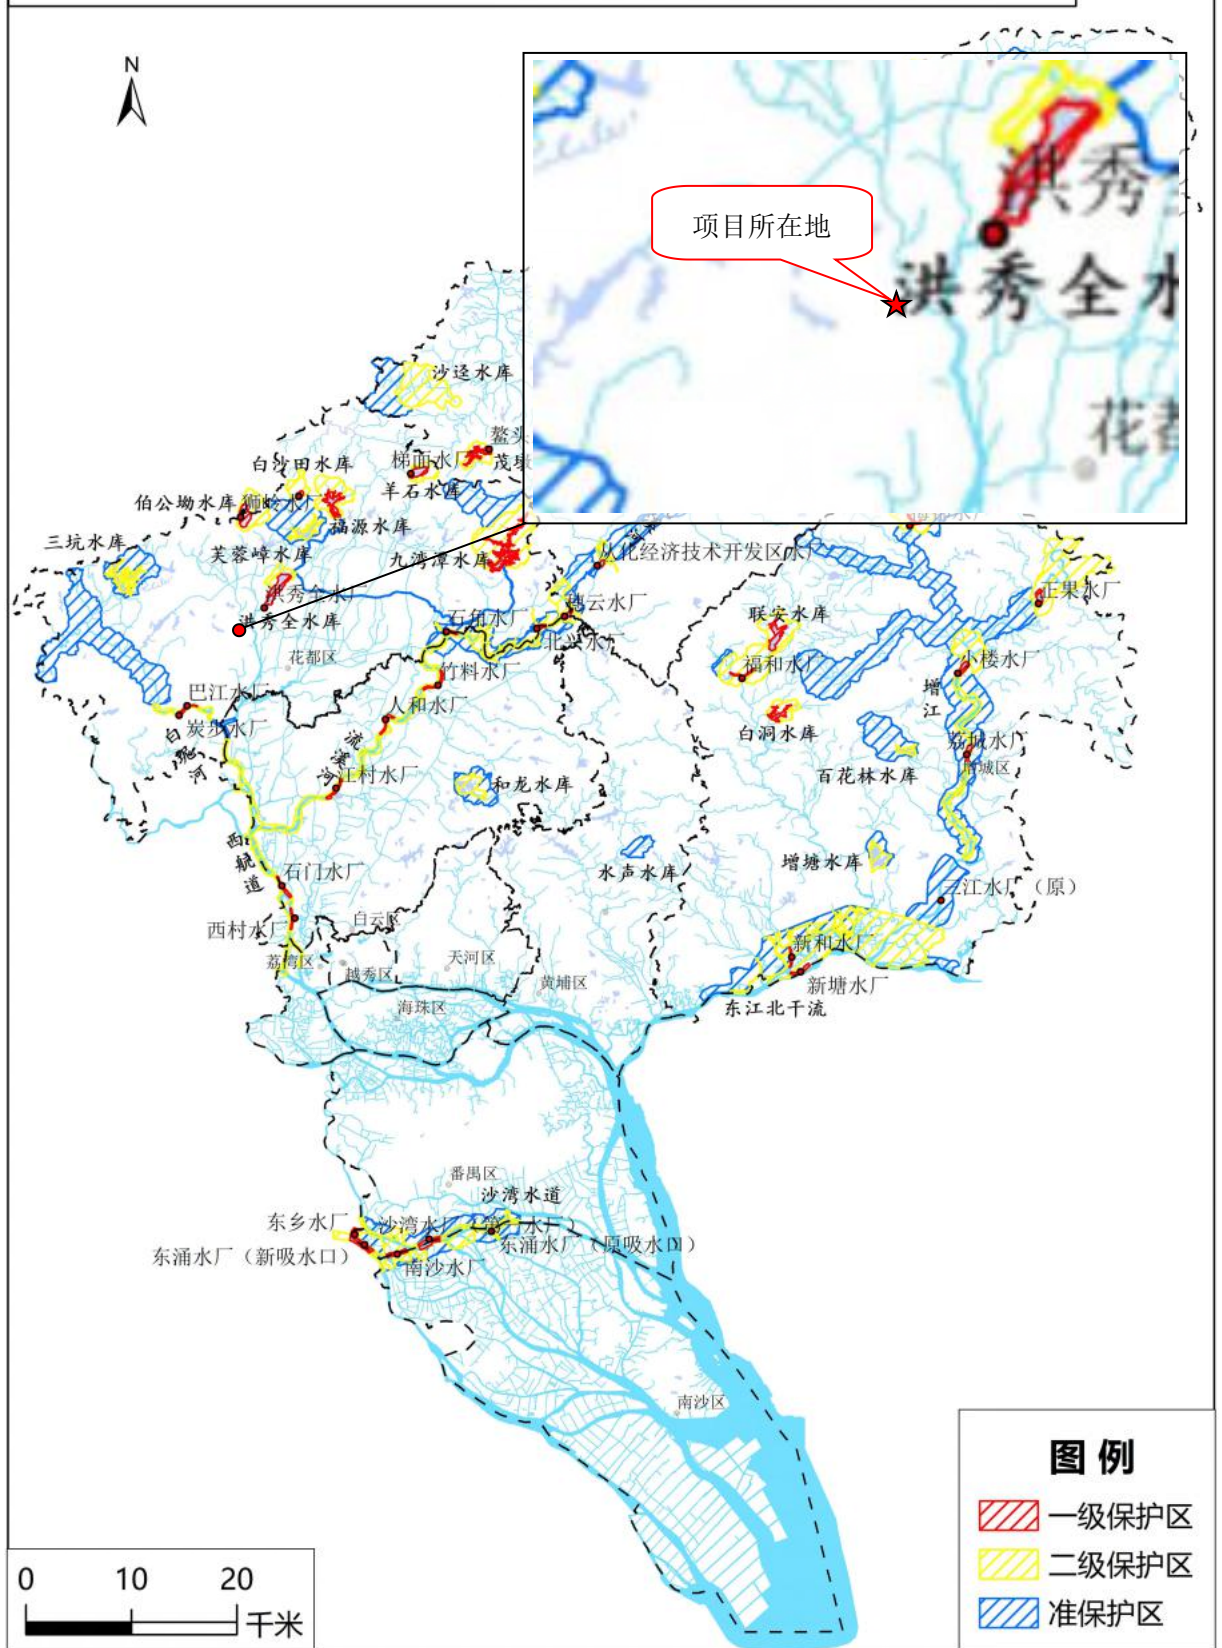 N
项目所在地
洪秀全
洪秀全水
花都
沙迳水库
鳌头
梯面水厂
茂墩
羊石水库
白沙田水库
伯公坳水库
狮岭水厂
福源水库
三坑水库
芙蓉嶂水库
九湾潭水库
从化经济技术开发区水厂
洪秀全水厂
洪秀全水库
穗云水厂
正果水厂
联安水库
石角水厂
北兴水厂
花都区
福和水厂
小楼水厂
竹料水厂
巴江水厂
人和水厂
增江
炭步水厂
白坭河
流溪河
白洞水库
荔城水厂
增城区
江村水厂
和龙水库
百花林水库
西航道
石门水厂
水声水库
增塘水库
三江水厂（原）
西村水厂
白云区
新和水厂
荔湾区
越秀区
天河区
黄埔区
新塘水厂
海珠区
东江北干流
番禺区
沙湾水道
东乡水厂
沙湾水厂
东涌水厂（新吸水口）
东涌水厂（原吸水口）
南沙水厂
南沙区
图例
一级保护区
二级保护区
准保护区
0 10 20
千米